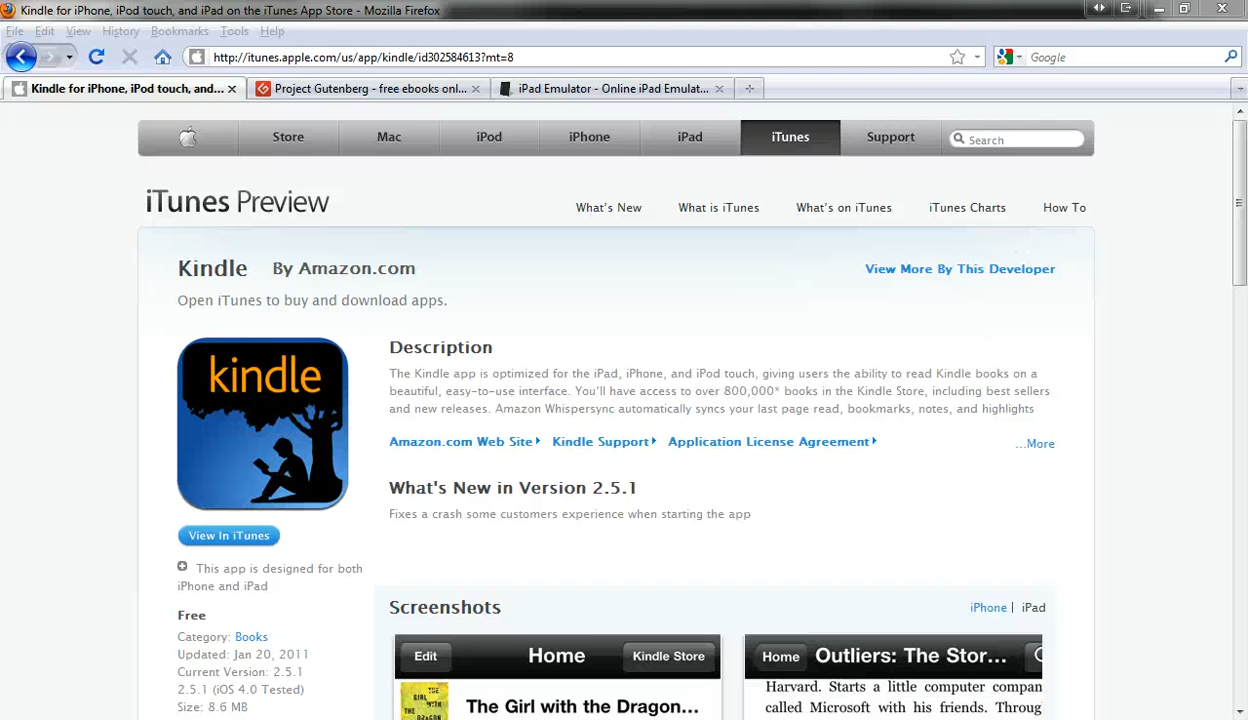 Kindle for iPhone, iPod touch, and iPad on the iTunes App Store - Mozilla Firefox
File Edit View History Bookmarks Tools Help
http://itunes.apple.com/us/app/kindle/id302584613?mt=8
Google
Kindle for iPhone, iPod touch, and...
Project Gutenberg - free ebooks onl...
iPad Emulator - Online iPad Emulat...
Store Mac iPod iPhone iPad iTunes Support Search
iTunes Preview
What's New What is iTunes What's on iTunes iTunes Charts How To
Kindle By Amazon.com
View More By This Developer
Open iTunes to buy and download apps.
kindle
Description
The Kindle app is optimized for the iPad, iPhone, and iPod touch, giving users the ability to read Kindle books on a
beautiful, easy-to-use interface. You'll have access to over 800,000* books in the Kindle Store, including best sellers
and new releases. Amazon Whispersync automatically syncs your last page read, bookmarks, notes, and highlights
Amazon.com Web Site Kindle Support Application License Agreement
...More
What's New in Version 2.5.1
Fixes a crash some customers experience when starting the app
View In iTunes
This app is designed for both
iPhone and iPad
Free
Category: Books
Updated: Jan 20, 2011
Current Version: 2.5.1
2.5.1 (iOS 4.0 Tested)
Size: 8.6 MB
Screenshots
iPhone | iPad
Edit Home Kindle Store
THE GIRL WITH THE DRAGON
The Girl with the Dragon...
Home Outliers: The Stor...
Harvard. Starts a little computer compan
called Microsoft with his friends. Throug